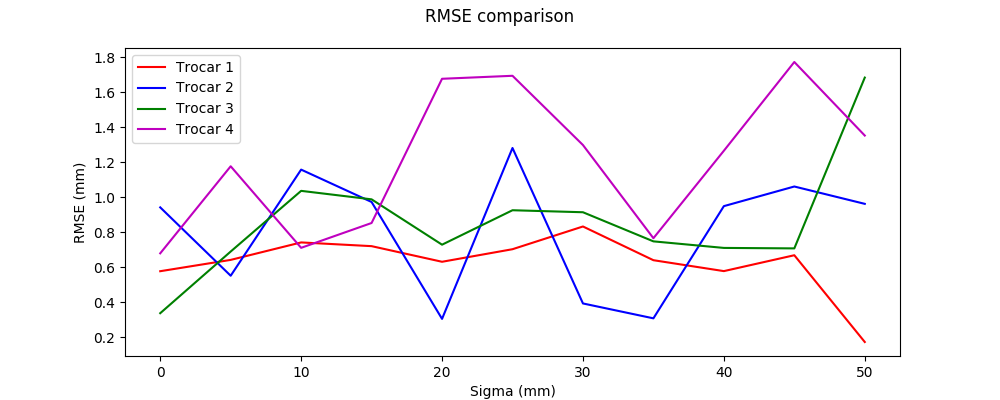 RMSE comparison
1.8
1.6
1.4
1.2
1.0
0.8
0.6
0.4
0.2
RMSE (mm)
Trocar 1
Trocar 2
Trocar 3
Trocar 4
0 10 20 30 40 50
Sigma (mm)